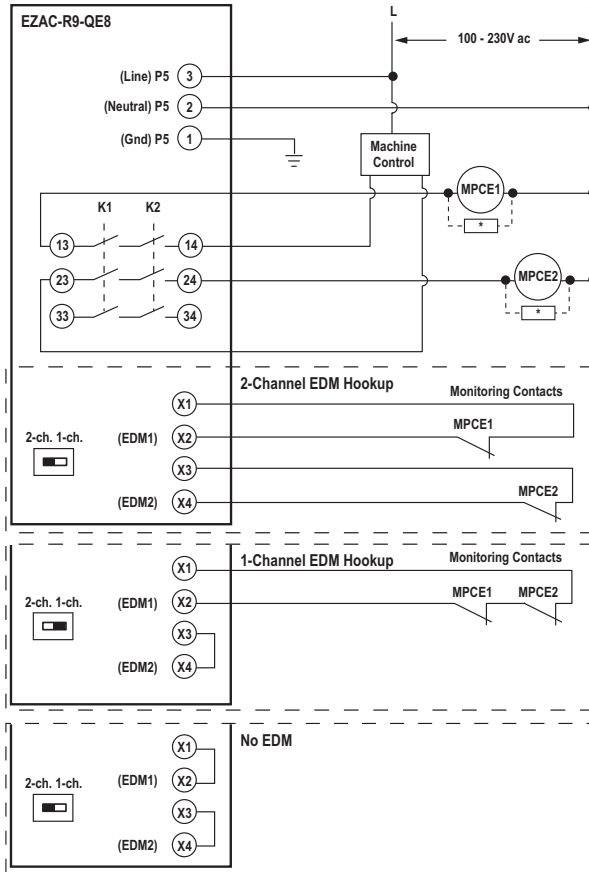 EZAC-R9-QE8
L
100 - 230V ac
(Line) P5 3
(Neutral) P5 2
(Gnd) P5 1
Machine
Control
MPCE1
*
K1 K2
13 14
23 24
33 34
MPCE2
*
2-Channel EDM Hookup
Monitoring Contacts
X1
2-ch. 1-ch.
(EDM1) X2
MPCE1
X3
(EDM2) X4
MPCE2
1-Channel EDM Hookup
Monitoring Contacts
X1
2-ch. 1-ch.
(EDM1) X2
MPCE1 MPCE2
X3
(EDM2) X4
No EDM
X1
2-ch. 1-ch.
(EDM1) X2
X3
(EDM2) X4